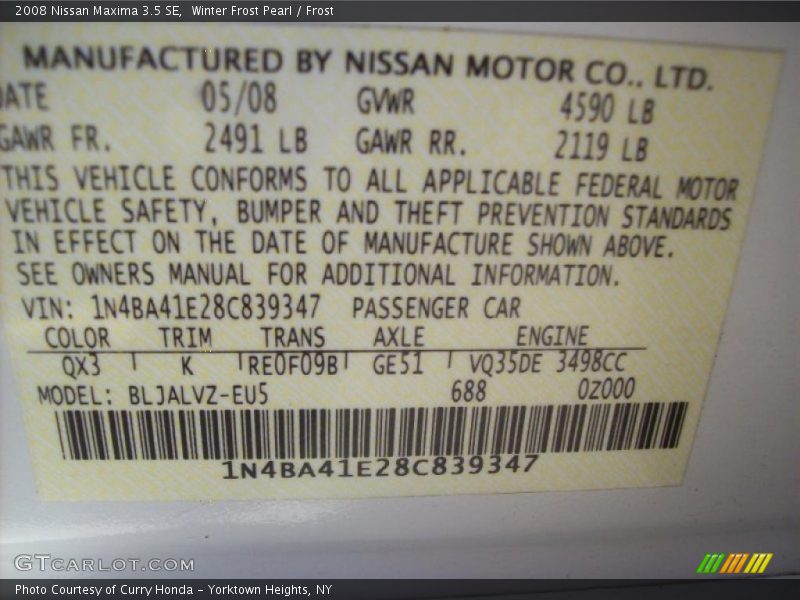 2008 Nissan Maxima 3.5 SE, Winter Frost Pearl / Frost
MANUFACTURED BY NISSAN MOTOR CO., LTD.
DATE 05/08 GVWR 4590 LB
GAWR FR. 2491 LB GAWR RR. 2119 LB
THIS VEHICLE CONFORMS TO ALL APPLICABLE FEDERAL MOTOR
VEHICLE SAFETY, BUMPER AND THEFT PREVENTION STANDARDS
IN EFFECT ON THE DATE OF MANUFACTURE SHOWN ABOVE.
SEE OWNERS MANUAL FOR ADDITIONAL INFORMATION.
VIN: 1N4BA41E28C839347 PASSENGER CAR
COLOR TRIM TRANS AXLE ENGINE
QX3 K RE0F09B GE51 VQ35DE 3498CC
MODEL: BLJALVZ-EU5 688 0Z000
1N4BA41E28C839347
GTCARLOT.COM
Photo Courtesy of Curry Honda – Yorktown Heights, NY